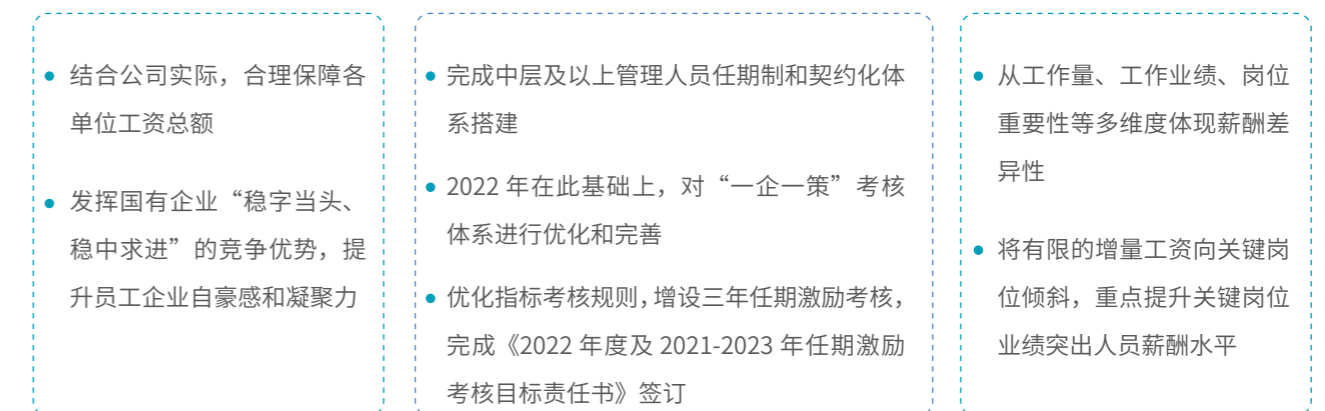 结合公司实际，合理保障各
单位工资总额
发挥国有企业“稳字当头、
稳中求进”的竞争优势，提
升员工企业自豪感和凝聚力
完成中层及以上管理人员任期制和契约化体
系搭建
2022 年在此基础上，对“一企一策”考核
体系进行优化和完善
优化指标考核规则，增设三年任期激励考核，
完成《2022 年度及 2021-2023 年任期激励
考核目标责任书》签订
从工作量、工作业绩、岗位
重要性等多维度体现薪酬差
异性
将有限的增量工资向关键岗
位倾斜，重点提升关键岗位
业绩突出人员薪酬水平